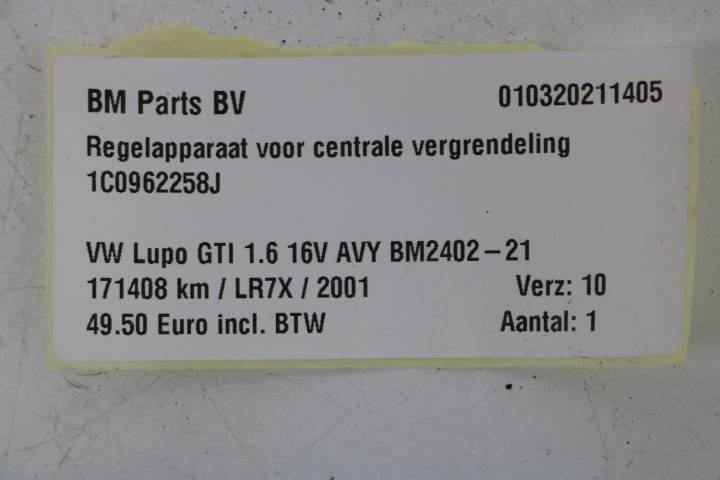 BM Parts BV 010320211405
Regelapparaat voor centrale vergrendeling
1C0962258J
VW Lupo GTI 1.6 16V AVY BM2402-21
171408 km / LR7X / 2001 Verz: 10
49.50 Euro incl. BTW Aantal: 1